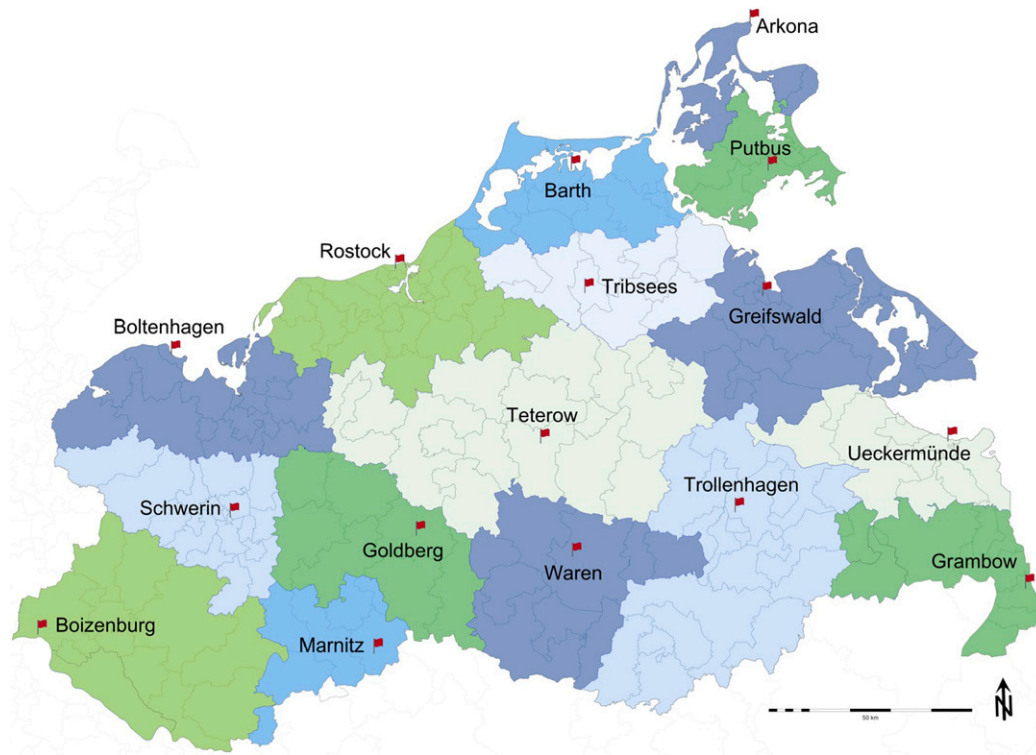 Arkona
Putbus
Barth
Rostock
Tribsees
Greifswald
Boltenhagen
Teterow
Ueckermünde
Trollenhagen
Schwerin
Goldberg
Waren
Grambow
Boizenburg
Marnitz
50 km
N